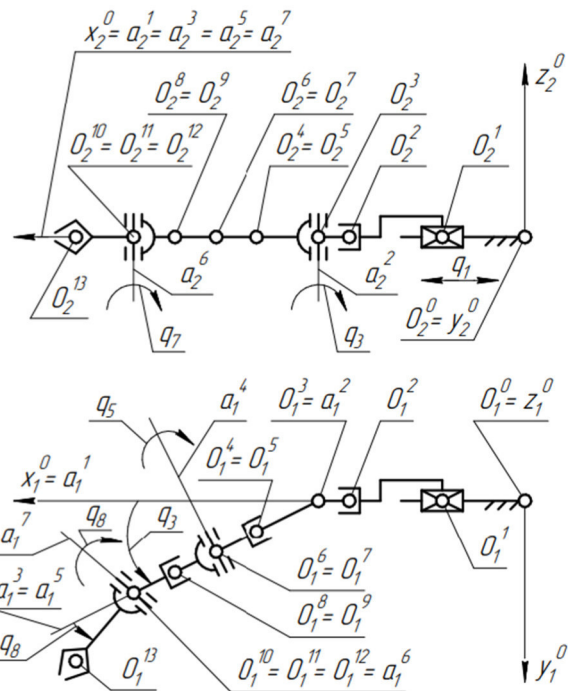 x₂⁰ = a₂¹ = a₂³ = a₂⁵ = a₂⁷
O₂⁸ = O₂⁹
O₂⁶ = O₂⁷
O₂³
z₂⁰
O₂¹⁰ = O₂¹¹ = O₂¹²
O₂⁴ = O₂⁵
O₂²
O₂¹
O₂¹³
a₂⁶
a₂²
q₁
q₇
q₃
O₂⁰ = y₂⁰
q₅
a₁⁴
O₁³ = a₁²
O₁²
O₁⁰ = z₁⁰
x₁⁰ = a₁¹
O₁⁴ = O₁⁵
a₁⁷
q₈
q₃
O₁¹
a₁³ = a₁⁵
O₁⁶ = O₁⁷
O₁⁸ = O₁⁹
q₈
O₁¹³
O₁¹⁰ = O₁¹¹ = O₁¹² = a₁⁶
y₁⁰